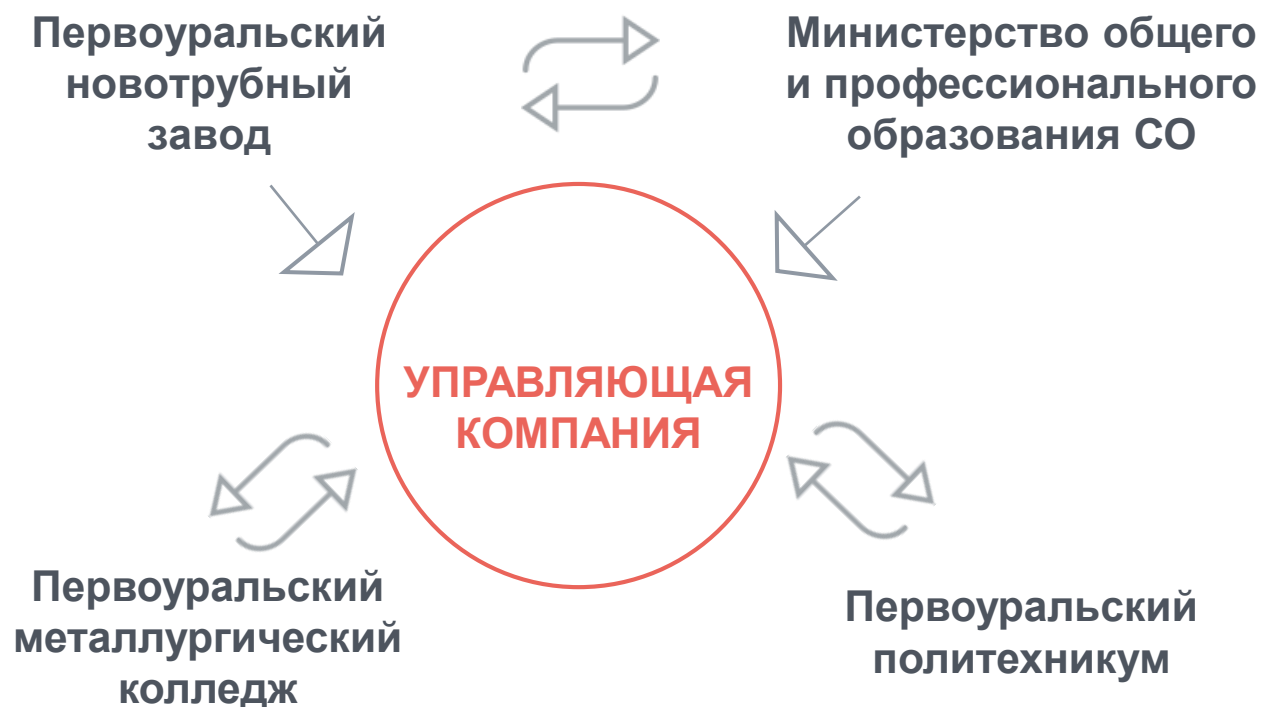 Первоуральский
новотрубный
завод
Министерство общего
и профессионального
образования СО
УПРАВЛЯЮЩАЯ
КОМПАНИЯ
Первоуральский
металлургический
колледж
Первоуральский
политехникум